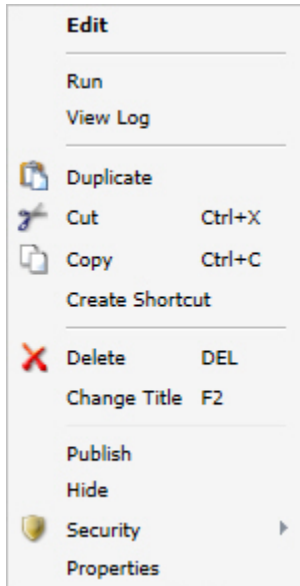 Edit
Run
View Log
Duplicate
Cut Ctrl+X
Copy Ctrl+C
Create Shortcut
Delete DEL
Change Title F2
Publish
Hide
Security
Properties